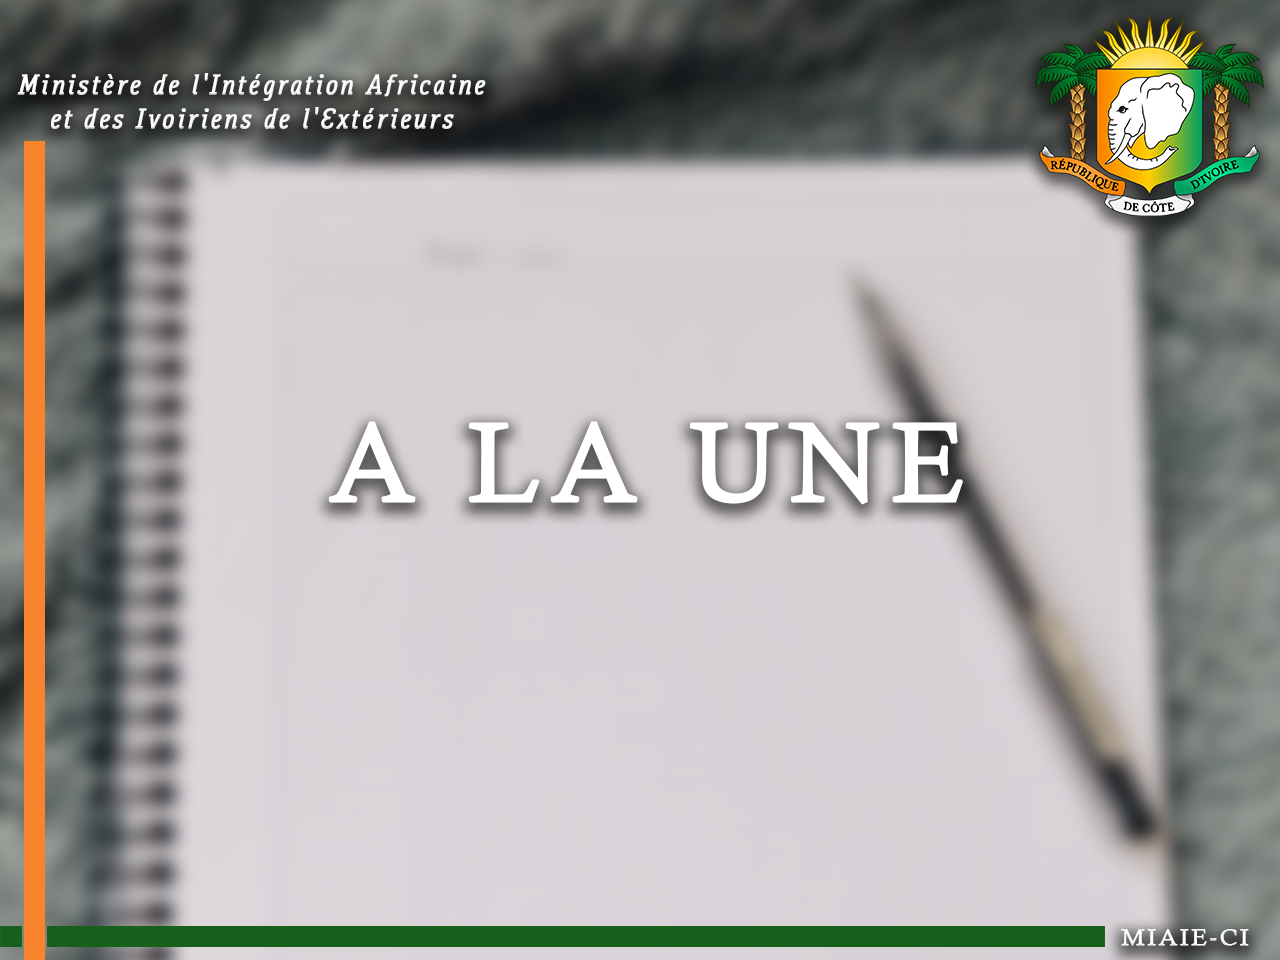 Ministère de l'Intégration Africaine
et des Ivoiriens de l'Extérieurs
RÉPUBLIQUE
DE CÔTE
D'IVOIRE
A LA UNE
MIAIE-CI